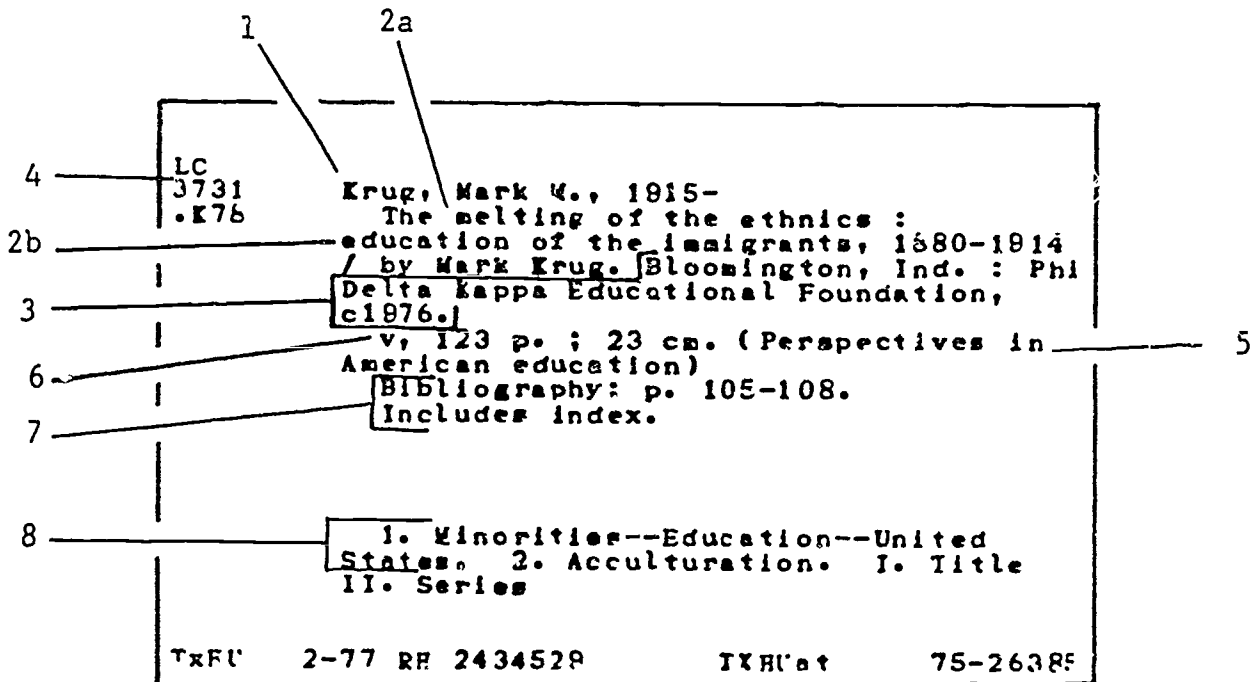 1 2a
4 LC
3731
.K78
Krug, Mark M., 1915-
The melting of the ethnics :
2b education of the immigrants, 1880-1914
/ by Mark Krug. Bloomington, Ind. : Phi
3 Delta Kappa Educational Foundation,
c1976.
6 v, 123 p. ; 23 cm. (Perspectives in 5
American education)
7 Bibliography: p. 105-108.
Includes index.
8 1. Minorities--Education--United
States. 2. Acculturation. I. Title
II. Series
2-77 2434529 75-26385